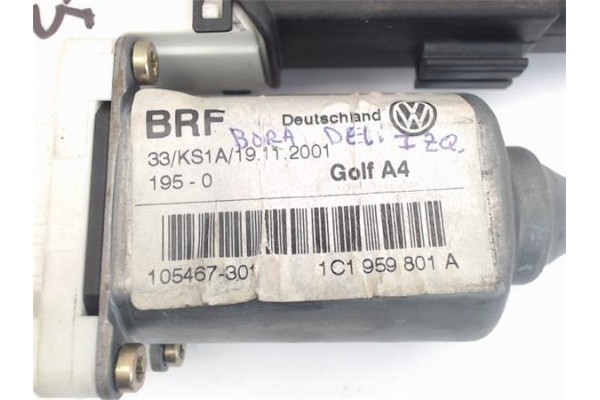 BRF Deutschland VW
BORA DEL. IZQ.
33/KS1A/19.11.2001
195-0 Golf A4
105467-301 1C1 959 801 A